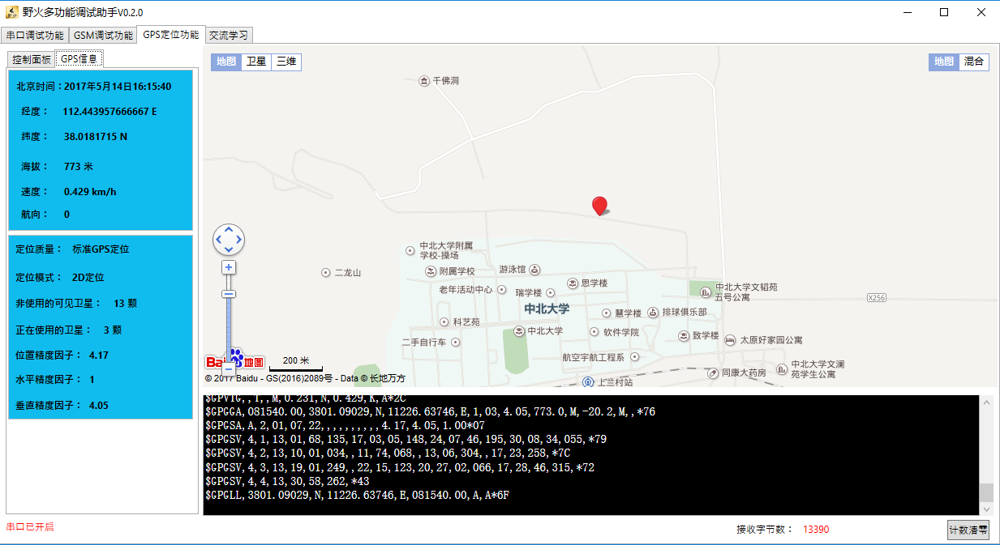 野火多功能调试助手V0.2.0
串口调试功能 GSM调试功能 GPS定位功能 交流学习
控制面板 GPS信息
北京时间：2017年5月14日16:15:40
经度： 112.443957666667 E
纬度： 38.0181715 N
海拔： 773 米
速度： 0.429 km/h
航向： 0
定位质量： 标准GPS定位
定位模式： 2D定位
非使用的可见卫星： 13 颗
正在使用的卫星： 3 颗
位置精度因子： 4.17
水平精度因子： 1
垂直精度因子： 4.05
地图 卫星 三维
地图 混合
千佛洞
中北大学附属
学校-操场
附属学校
游泳馆
二龙山
老年活动中心
瑞学楼
思学楼
中北大学
中北大学文韬苑
五号公寓
X256
慧学楼
排球俱乐部
科艺苑
中北大学
软件学院
致学楼
太原好家园公寓
二手自行车
航空宇航工程系
中北大学文澜
苑学生公寓
同康大药房
上兰村站
Bai 地图
200 米
© 2017 Baidu - GS(2016)2089号 - Data © 长地万方
$GPVTG,,T,,M,0.231,N,0.429,K,A*2C
$GPGGA,081540.00,3801.09029,N,11226.63746,E,1,03,4.05,773.0,M,-20.2,M,,*76
$GPGSA,A,2,01,07,22,,,,,,,,,,4.17,4.05,1.00*07
$GPGSV,4,1,13,01,68,135,17,03,05,148,24,07,46,195,30,08,34,055,*79
$GPGSV,4,2,13,10,01,034,,11,74,068,,13,06,304,,17,23,258,*7C
$GPGSV,4,3,13,19,01,249,,22,15,123,20,27,02,066,17,28,46,315,*72
$GPGSV,4,4,13,30,58,262,*43
$GPGLL,3801.09029,N,11226.63746,E,081540.00,A,A*6F
串口已开启
接收字节数： 13390
计数清零